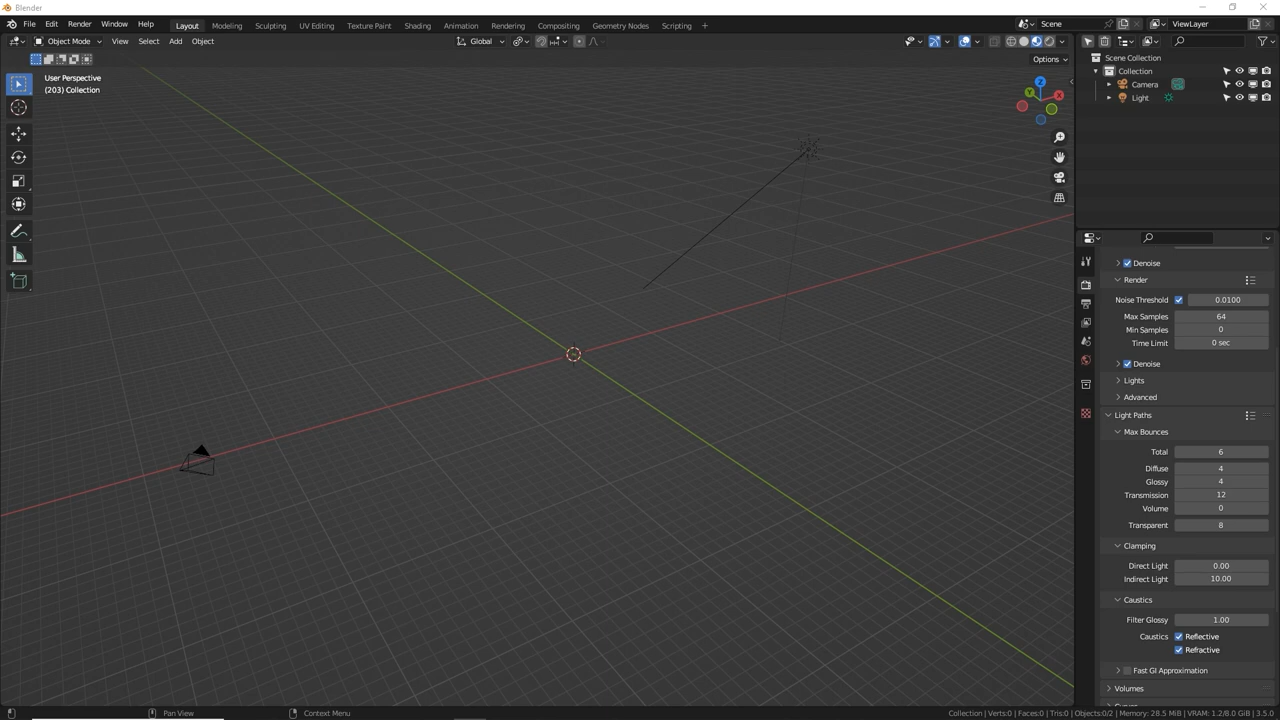 Blender
File Edit Render Window Help
Layout Modeling Sculpting UV Editing Texture Paint Shading Animation Rendering Compositing Geometry Nodes Scripting +
Scene
ViewLayer
Object Mode View Select Add Object
Global
Options
User Perspective
(203) Collection
Z
Y
X
Scene Collection
Collection
Camera
Light
Denoise
Render
Noise Threshold 0.0100
Max Samples 64
Min Samples 0
Time Limit 0 sec
Denoise
Lights
Advanced
Light Paths
Max Bounces
Total 6
Diffuse 4
Glossy 4
Transmission 12
Volume 0
Transparent 8
Clamping
Direct Light 0.00
Indirect Light 10.00
Caustics
Filter Glossy 1.00
Caustics Reflective
Refractive
Fast GI Approximation
Volumes
Pan View
Context Menu
Collection | Verts:0 | Faces:0 | Tris:0 | Objects:0/2 | Memory: 28.5 MiB | VRAM: 1.2/8.0 GiB | 3.5.0